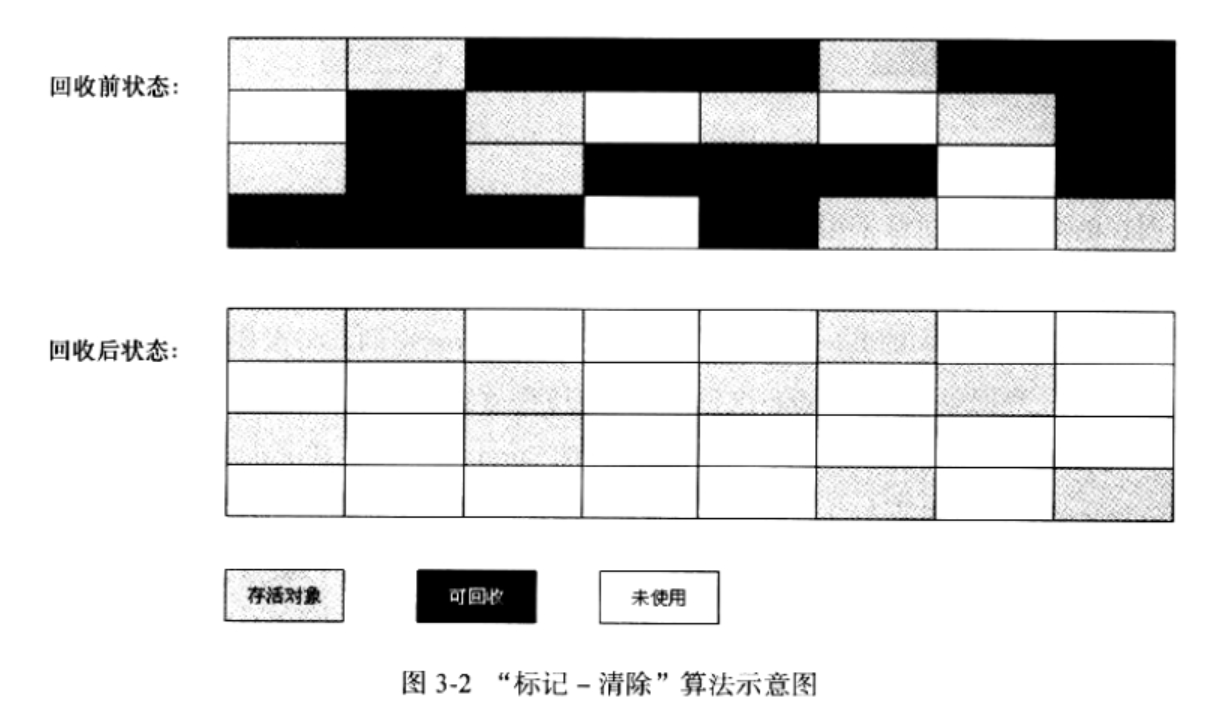 回收前状态:
回收后状态:
存活对象
可回收
未使用
图 3-2 “标记 – 清除”算法示意图